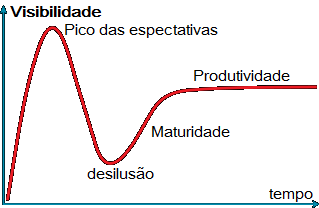 Visibilidade
Pico das espectativas
Produtividade
Maturidade
desilusão
tempo